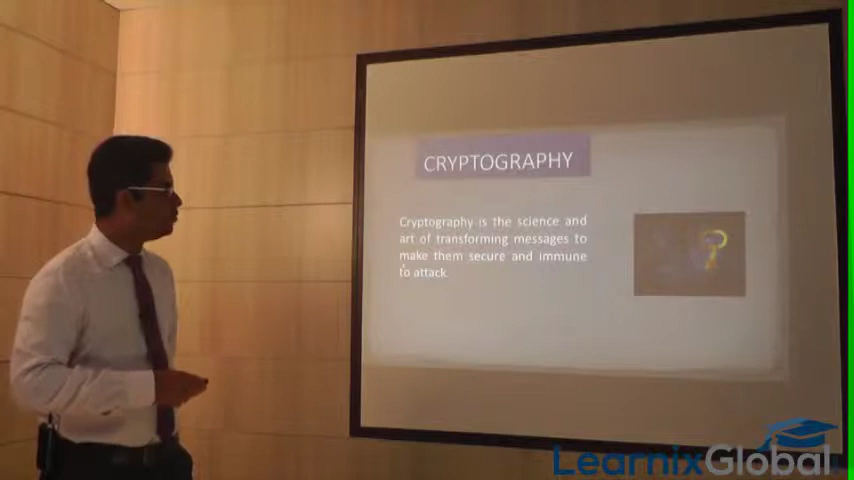 CRYPTOGRAPHY
Cryptography is the science and
art of transforming messages to
make them secure and immune
to attack
?
LearnixGlobal